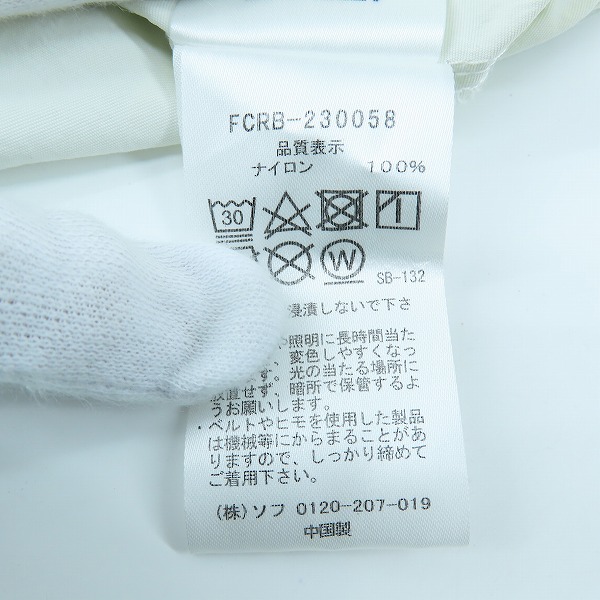 FCRB-230058
品質表示
ナイロン 100%
30
W
SB-132
浸漬しないで下さ
照明に長時間当た
変色しやすくなっ
す。光の当たる場所に
放置せず、暗所で保管するよ
うお願いします。
・ベルトやヒモを使用した製品
は機械等にからまることがあ
りますので、しっかり締めて
ご着用下さい。
(株)ソフ 0120-207-019
中国製